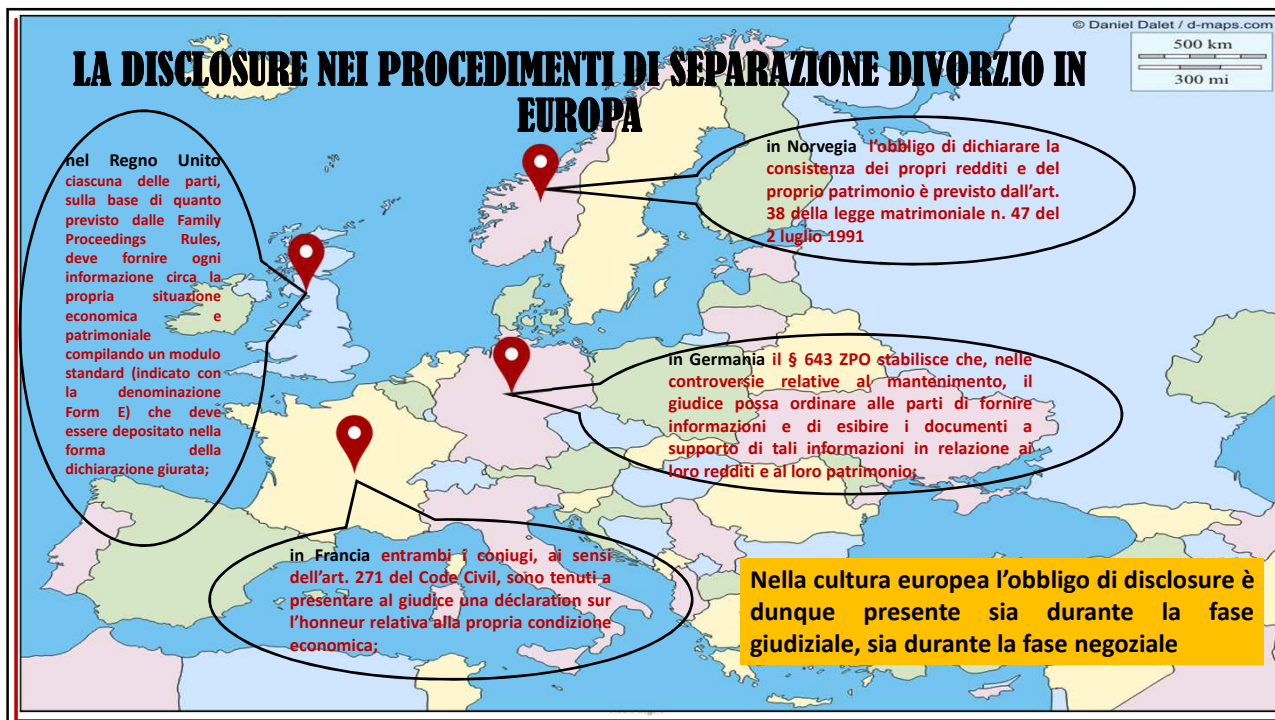 © Daniel Dalet / d-maps.com
500 km
300 mi
LA DISCLOSURE NEI PROCEDIMENTI DI SEPARAZIONE DIVORZIO IN
EUROPA
nel Regno Unito
ciascuna delle parti,
sulla base di quanto
previsto dalle Family
Proceedings Rules,
deve fornire ogni
informazione circa la
propria situazione
economica e
patrimoniale
compilando un modulo
standard (indicato con
la denominazione
Form E) che deve
essere depositato nella
forma della
dichiarazione giurata;
in Norvegia l'obbligo di dichiarare la
consistenza dei propri redditi e del
proprio patrimonio è previsto dall'art.
38 della legge matrimoniale n. 47 del
2 luglio 1991
in Germania il § 643 ZPO stabilisce che, nelle
controversie relative al mantenimento, il
giudice possa ordinare alle parti di fornire
informazioni e di esibire i documenti a
supporto di tali informazioni in relazione ai
loro redditi e al loro patrimonio;
in Francia entrambi i coniugi, ai sensi
dell'art. 271 del Code Civil, sono tenuti a
presentare al giudice una déclaration sur
l'honneur relativa alla propria condizione
economica;
Nella cultura europea l'obbligo di disclosure è
dunque presente sia durante la fase
giudiziale, sia durante la fase negoziale